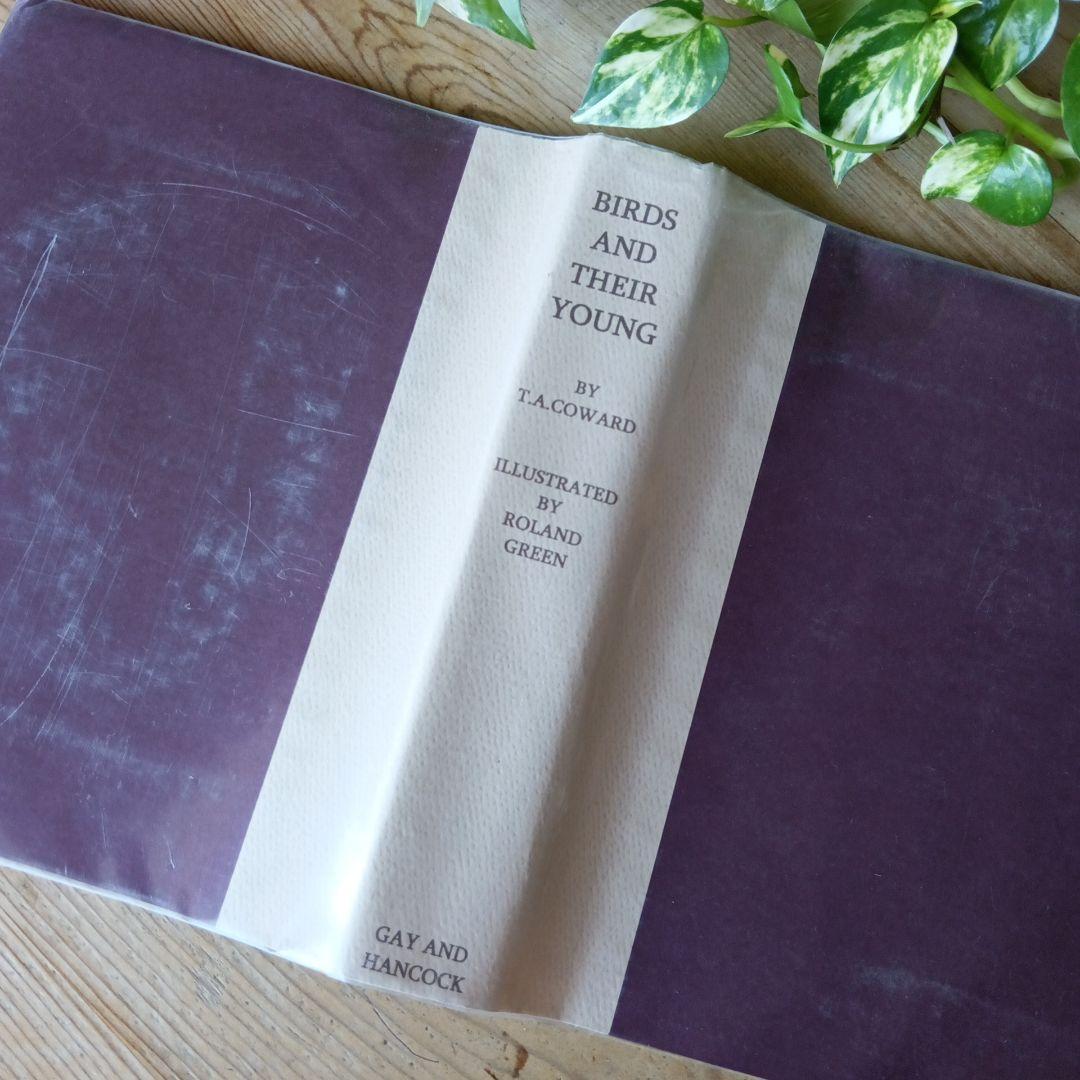 BIRDS
AND
THEIR
YOUNG
BY
T.A.COWARD
ILLUSTRATED
BY
ROLAND
GREEN
GAY AND
HANCOCK